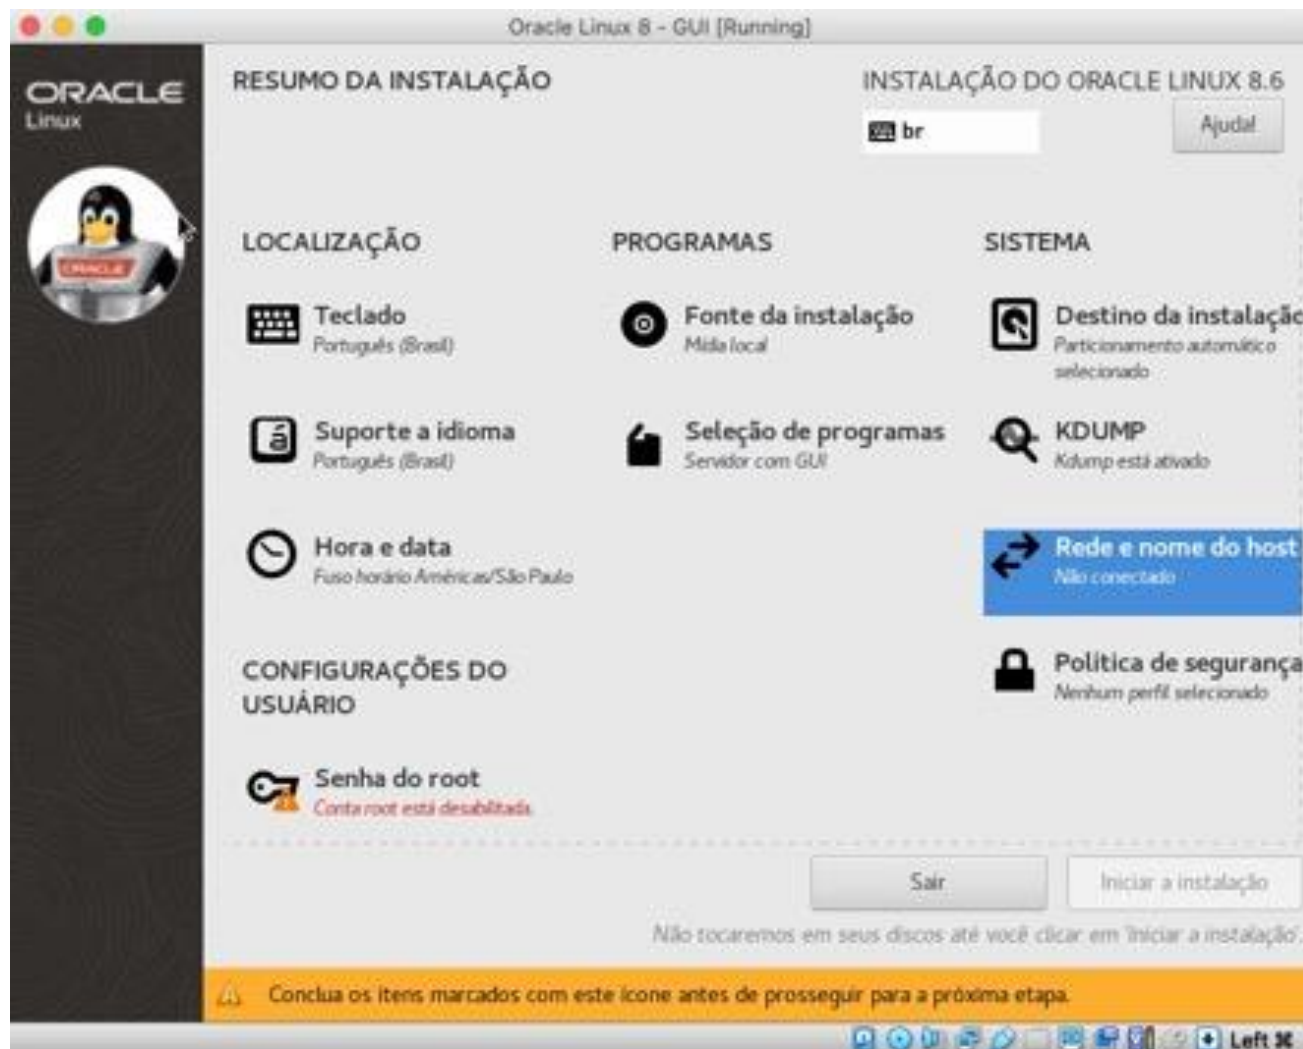 Oracle Linux 8 - GUI [Running]
ORACLE
Linux
RESUMO DA INSTALAÇÃO
INSTALAÇÃO DO ORACLE LINUX 8.6
br
Ajuda!
ORACLE
LOCALIZAÇÃO
Teclado
Português (Brasil)
Suporte a idioma
Português (Brasil)
Hora e data
Fuso horário Américas/São Paulo
PROGRAMAS
Fonte da instalação
Mídia local
Seleção de programas
Servidor com GUI
SISTEMA
Destino da instalaçãc
Particionamento automático
selecionado
KDUMP
Kdump está ativado
Rede e nome do host
Não conectado
Política de segurança
Nenhum perfil selecionado
CONFIGURAÇÕES DO
USUÁRIO
Senha do root
Conta root está desabilitada.
Sair
Iniciar a instalação
Não tocaremos em seus discos até você clicar em 'Iniciar a instalação'.
Conclua os itens marcados com este ícone antes de prosseguir para a próxima etapa.
Left ⌘